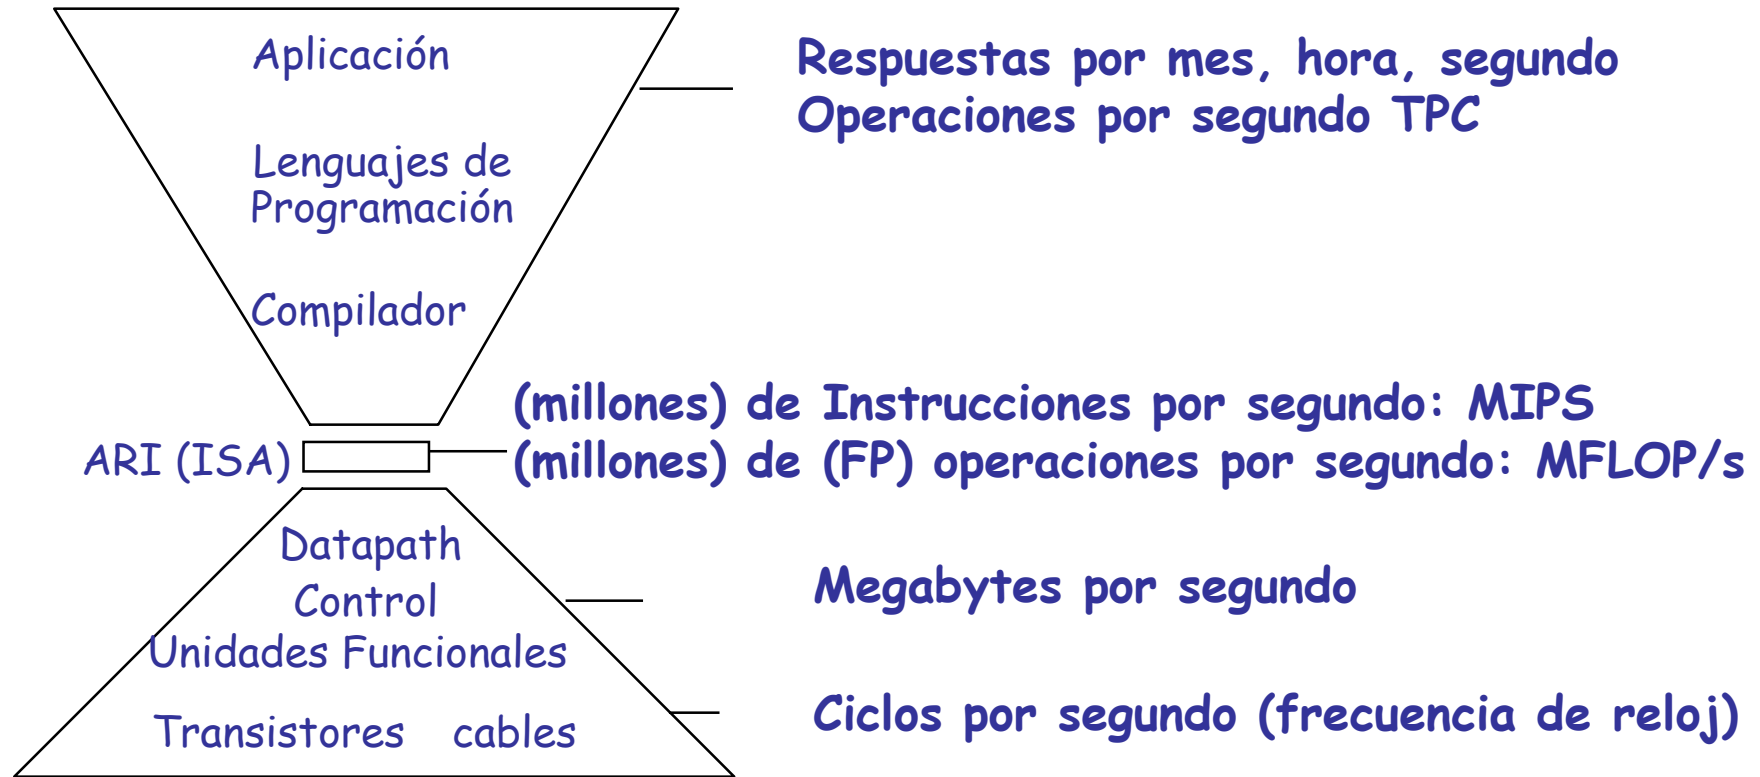 Aplicación
Respuestas por mes, hora, segundo
Operaciones por segundo TPC
Lenguajes de
Programación
Compilador
(millones) de Instrucciones por segundo: MIPS
ARI (ISA)
(millones) de (FP) operaciones por segundo: MFLOP/s
Datapath
Control
Megabytes por segundo
Unidades Funcionales
Transistores cables
Ciclos por segundo (frecuencia de reloj)